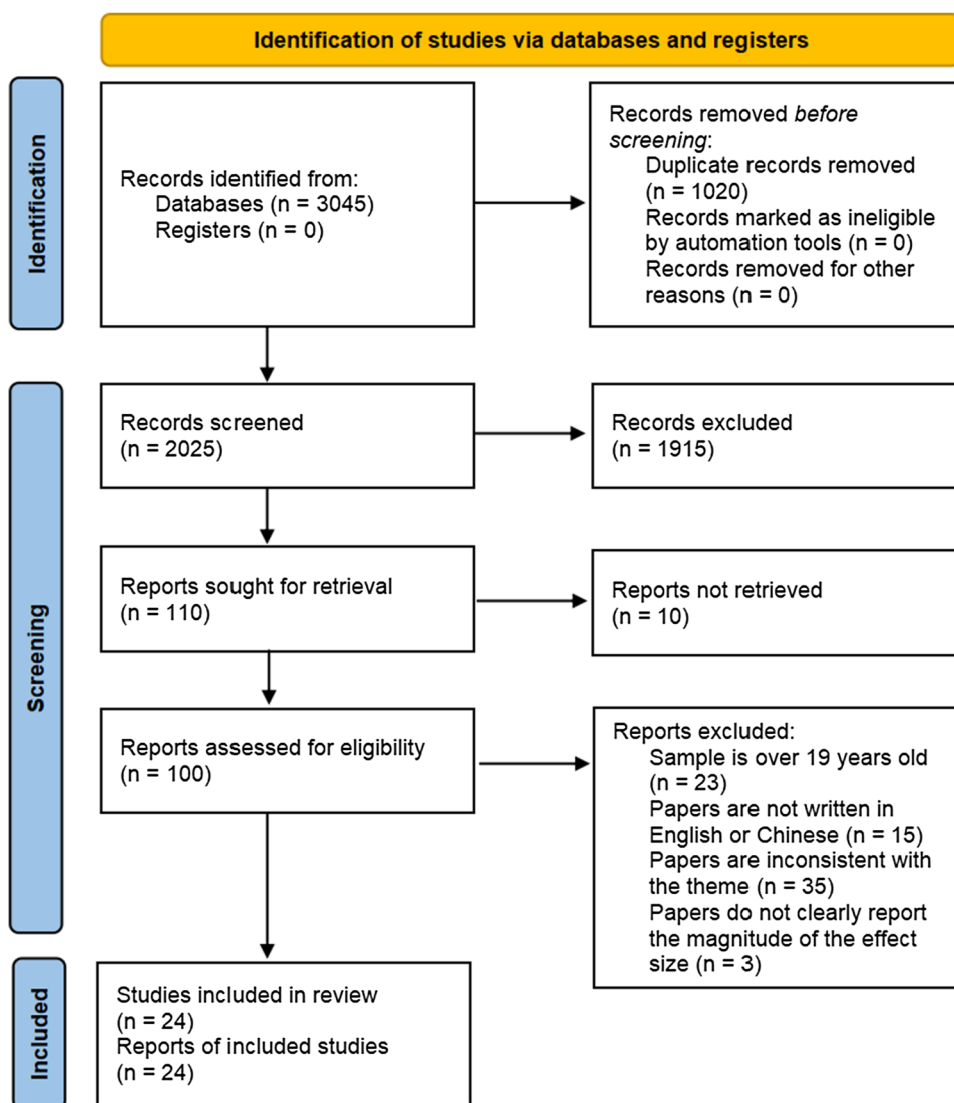 Identification of studies via databases and registers
Identification
Records identified from:
Databases (n = 3045)
Registers (n = 0)
Records removed before
screening:
Duplicate records removed
(n = 1020)
Records marked as ineligible
by automation tools (n = 0)
Records removed for other
reasons (n = 0)
Screening
Records screened
(n = 2025)
Records excluded
(n = 1915)
Reports sought for retrieval
(n = 110)
Reports not retrieved
(n = 10)
Reports assessed for eligibility
(n = 100)
Reports excluded:
Sample is over 19 years old
(n = 23)
Papers are not written in
English or Chinese (n = 15)
Papers are inconsistent with
the theme (n = 35)
Papers do not clearly report
the magnitude of the effect
size (n = 3)
Included
Studies included in review
(n = 24)
Reports of included studies
(n = 24)